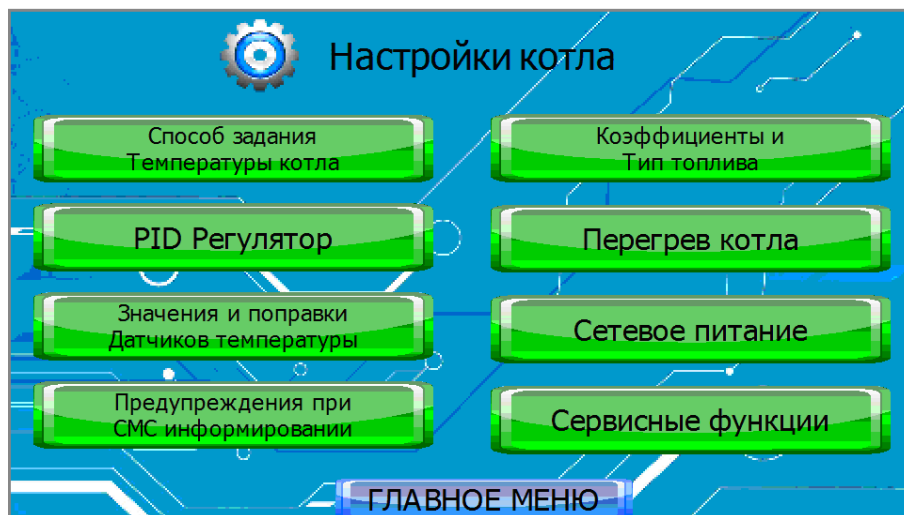 Настройки котла
Способ задания
Температуры котла
Коэффициенты и
Тип топлива
PID Регулятор
Перегрев котла
Значения и поправки
Датчиков температуры
Сетевое питание
Предупреждения при
СМС информировании
Сервисные функции
ГЛАВНОЕ МЕНЮ